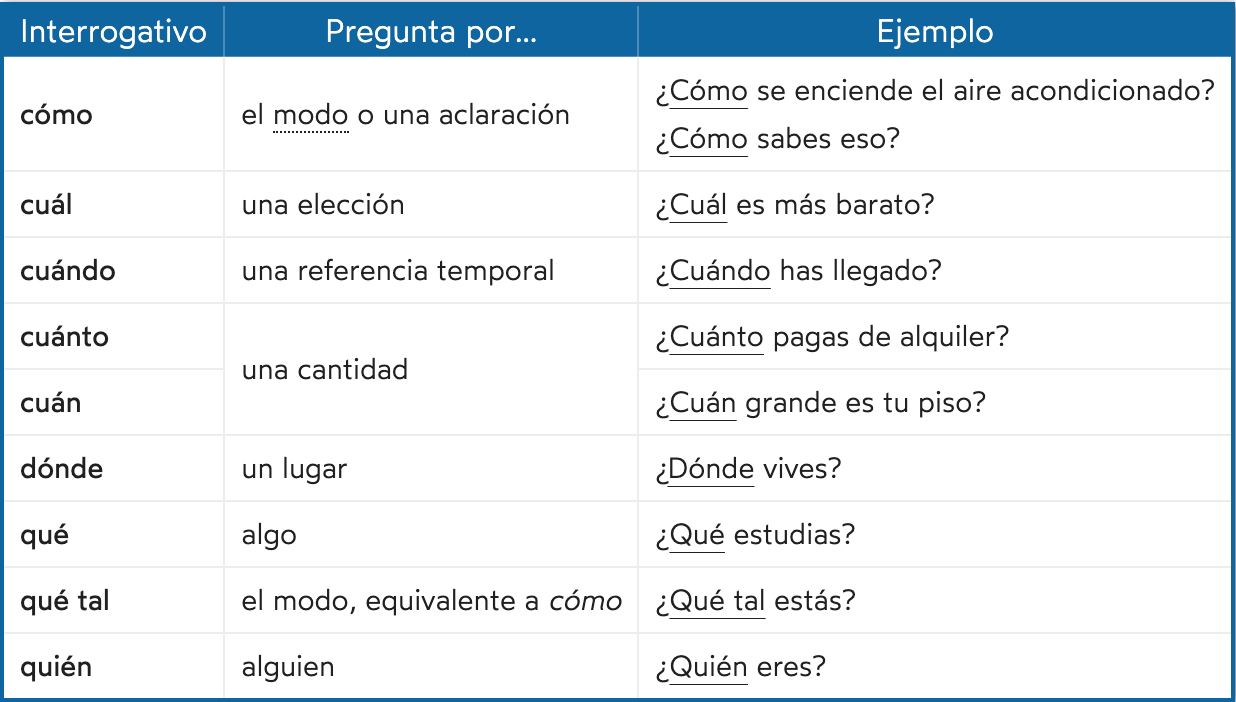 Interrogativo Pregunta por... Ejemplo
cómo el modo o una aclaración ¿Cómo se enciende el aire acondicionado?
¿Cómo sabes eso?
cuál una elección ¿Cuál es más barato?
cuándo una referencia temporal ¿Cuándo has llegado?
cuánto una cantidad ¿Cuánto pagas de alquiler?
cuán ¿Cuán grande es tu piso?
dónde un lugar ¿Dónde vives?
qué algo ¿Qué estudias?
qué tal el modo, equivalente a cómo ¿Qué tal estás?
quién alguien ¿Quién eres?